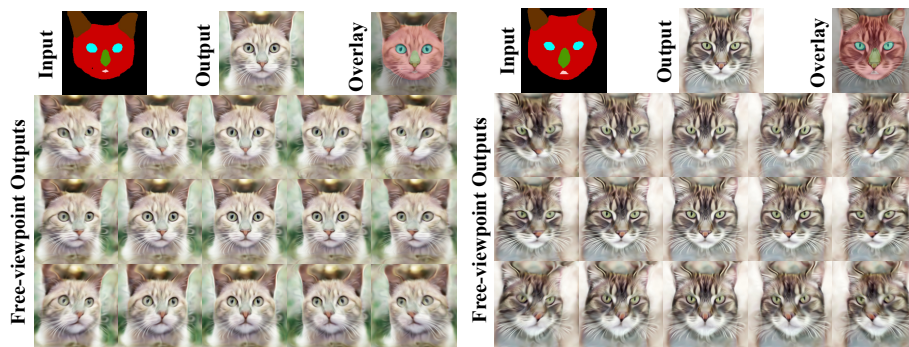 Input
Output
Overlay
Free-viewpoint Outputs
Input
Output
Overlay
Free-viewpoint Outputs